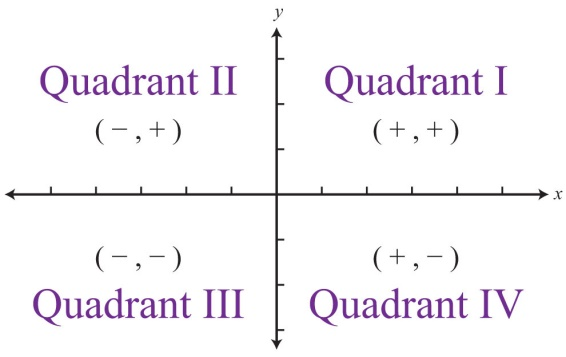 y
Quadrant II Quadrant I
(−,+) (+,+)
x
(−,−) (+,−)
Quadrant III Quadrant IV